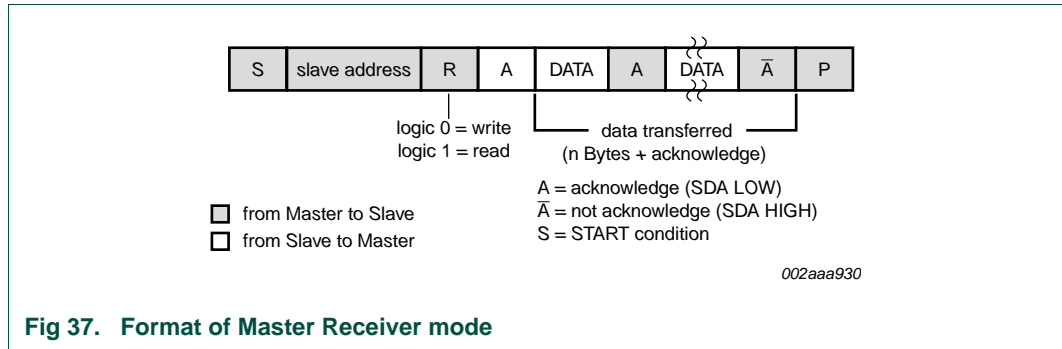 S slave address R A DATA A DATA A̅ P
logic 0 = write
logic 1 = read
data transferred
(n Bytes + acknowledge)
A = acknowledge (SDA LOW)
A̅ = not acknowledge (SDA HIGH)
S = START condition
from Master to Slave
from Slave to Master
002aaa930
Fig 37. Format of Master Receiver mode